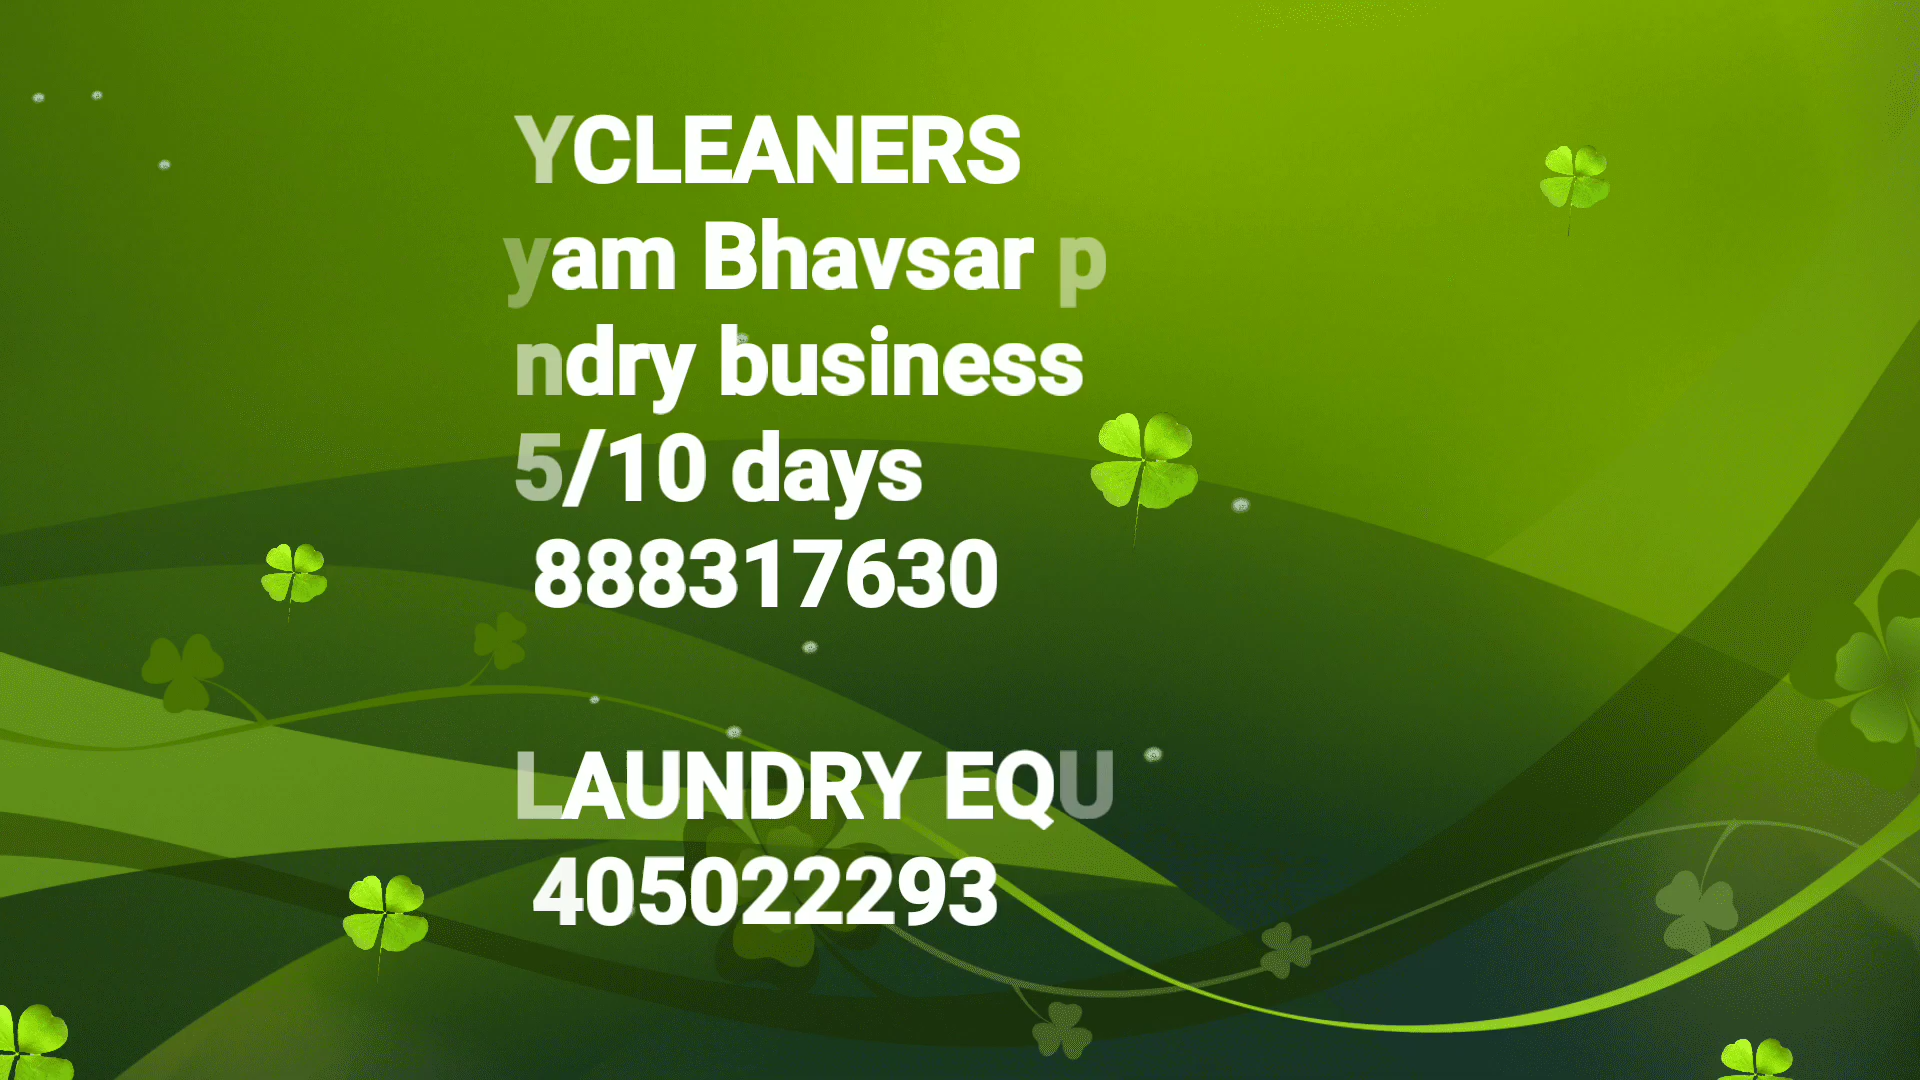 YCLEANERS
yam Bhavsar p
ndry business
5/10 days
888317630
LAUNDRY EQU
405022293